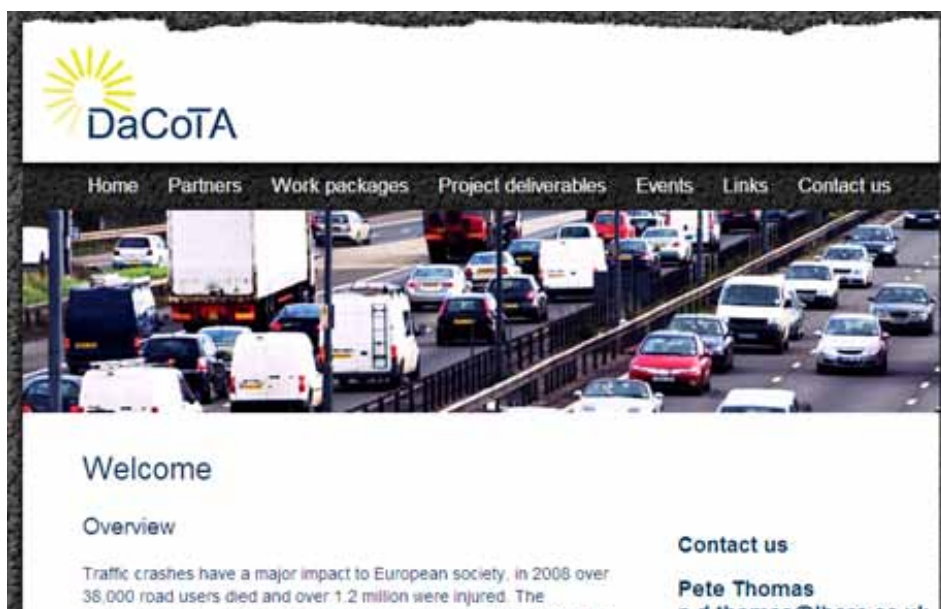 DaCoTA
Home Partners Work packages Project deliverables Events Links Contact us
Welcome
Overview
Traffic crashes have a major impact to European society, in 2008 over
38,000 road users died and over 1.2 million were injured. The
Contact us
Pete Thomas